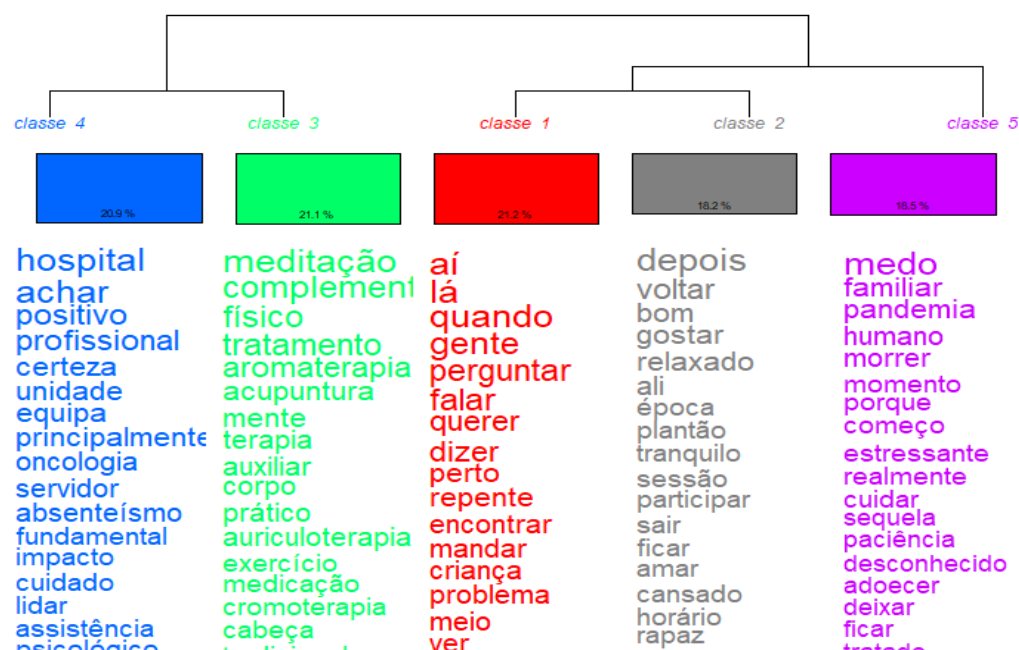 classe 4
classe 3
classe 1
classe 2
classe 5
20.9 %
21.1 %
21.2 %
18.2 %
18.5 %
hospital
achar
positivo
profissional
certeza
unidade
equipa
principalmente
oncologia
servidor
absenteísmo
fundamental
impacto
cuidado
lidar
assistência
psicológico
meditação
complement
físico
tratamento
aromaterapia
acupuntura
mente
terapia
auxiliar
corpo
prático
auriculoterapia
exercício
medicação
cromoterapia
cabeça
aí
lá
quando
gente
perguntar
falar
querer
dizer
perto
repente
encontrar
mandar
criança
problema
meio
ver
depois
voltar
bom
gostar
relaxado
ali
época
plantão
tranquilo
sessão
participar
sair
ficar
amar
cansado
horário
rapaz
medo
familiar
pandemia
humano
morrer
momento
porque
começo
estressante
realmente
cuidar
sequela
paciência
desconhecido
adoecer
deixar
ficar